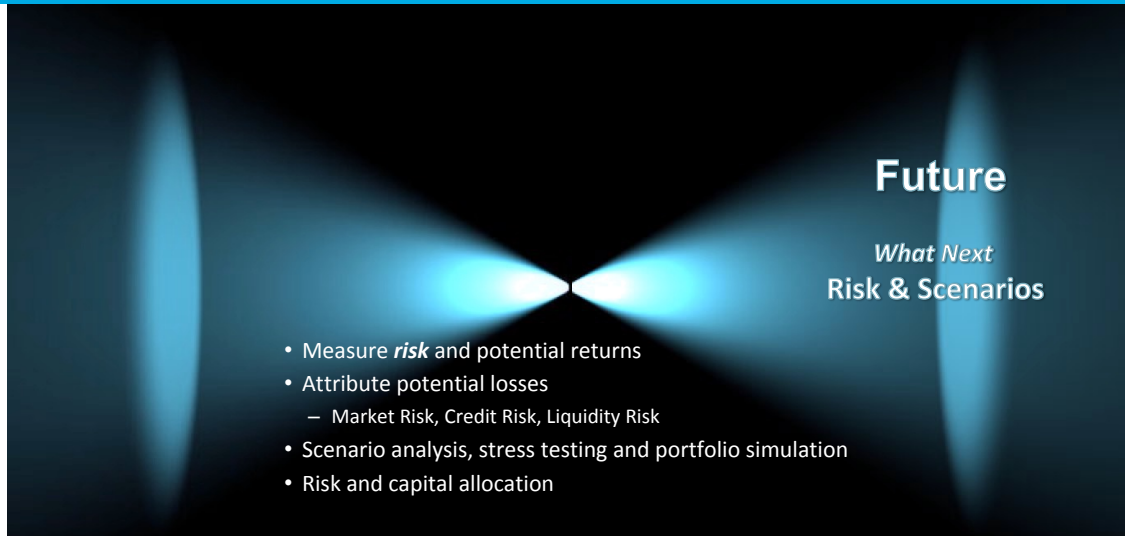 Future
What Next
Risk & Scenarios
• Measure risk and potential returns
• Attribute potential losses
– Market Risk, Credit Risk, Liquidity Risk
• Scenario analysis, stress testing and portfolio simulation
• Risk and capital allocation